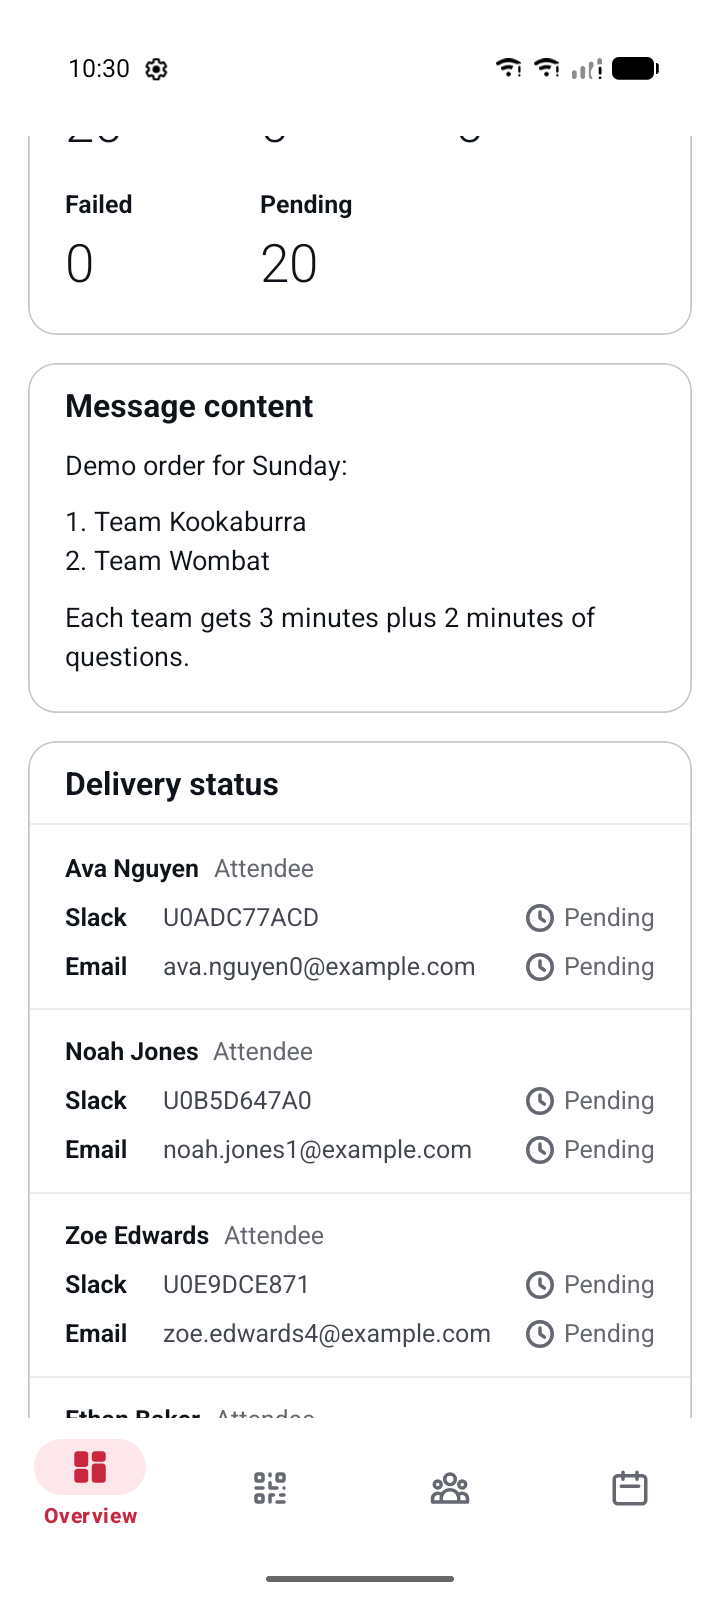 10:30
Failed
Pending
0
20
Message content
Demo order for Sunday:
1. Team Kookaburra
2. Team Wombat
Each team gets 3 minutes plus 2 minutes of
questions.
Delivery status
Ava Nguyen Attendee
Slack U0ADC77ACD Pending
Email ava.nguyen0@example.com Pending
Noah Jones Attendee
Slack U0B5D647A0 Pending
Email noah.jones1@example.com Pending
Zoe Edwards Attendee
Slack U0E9DCE871 Pending
Email zoe.edwards4@example.com Pending
Ethan Baker Attendee
Overview